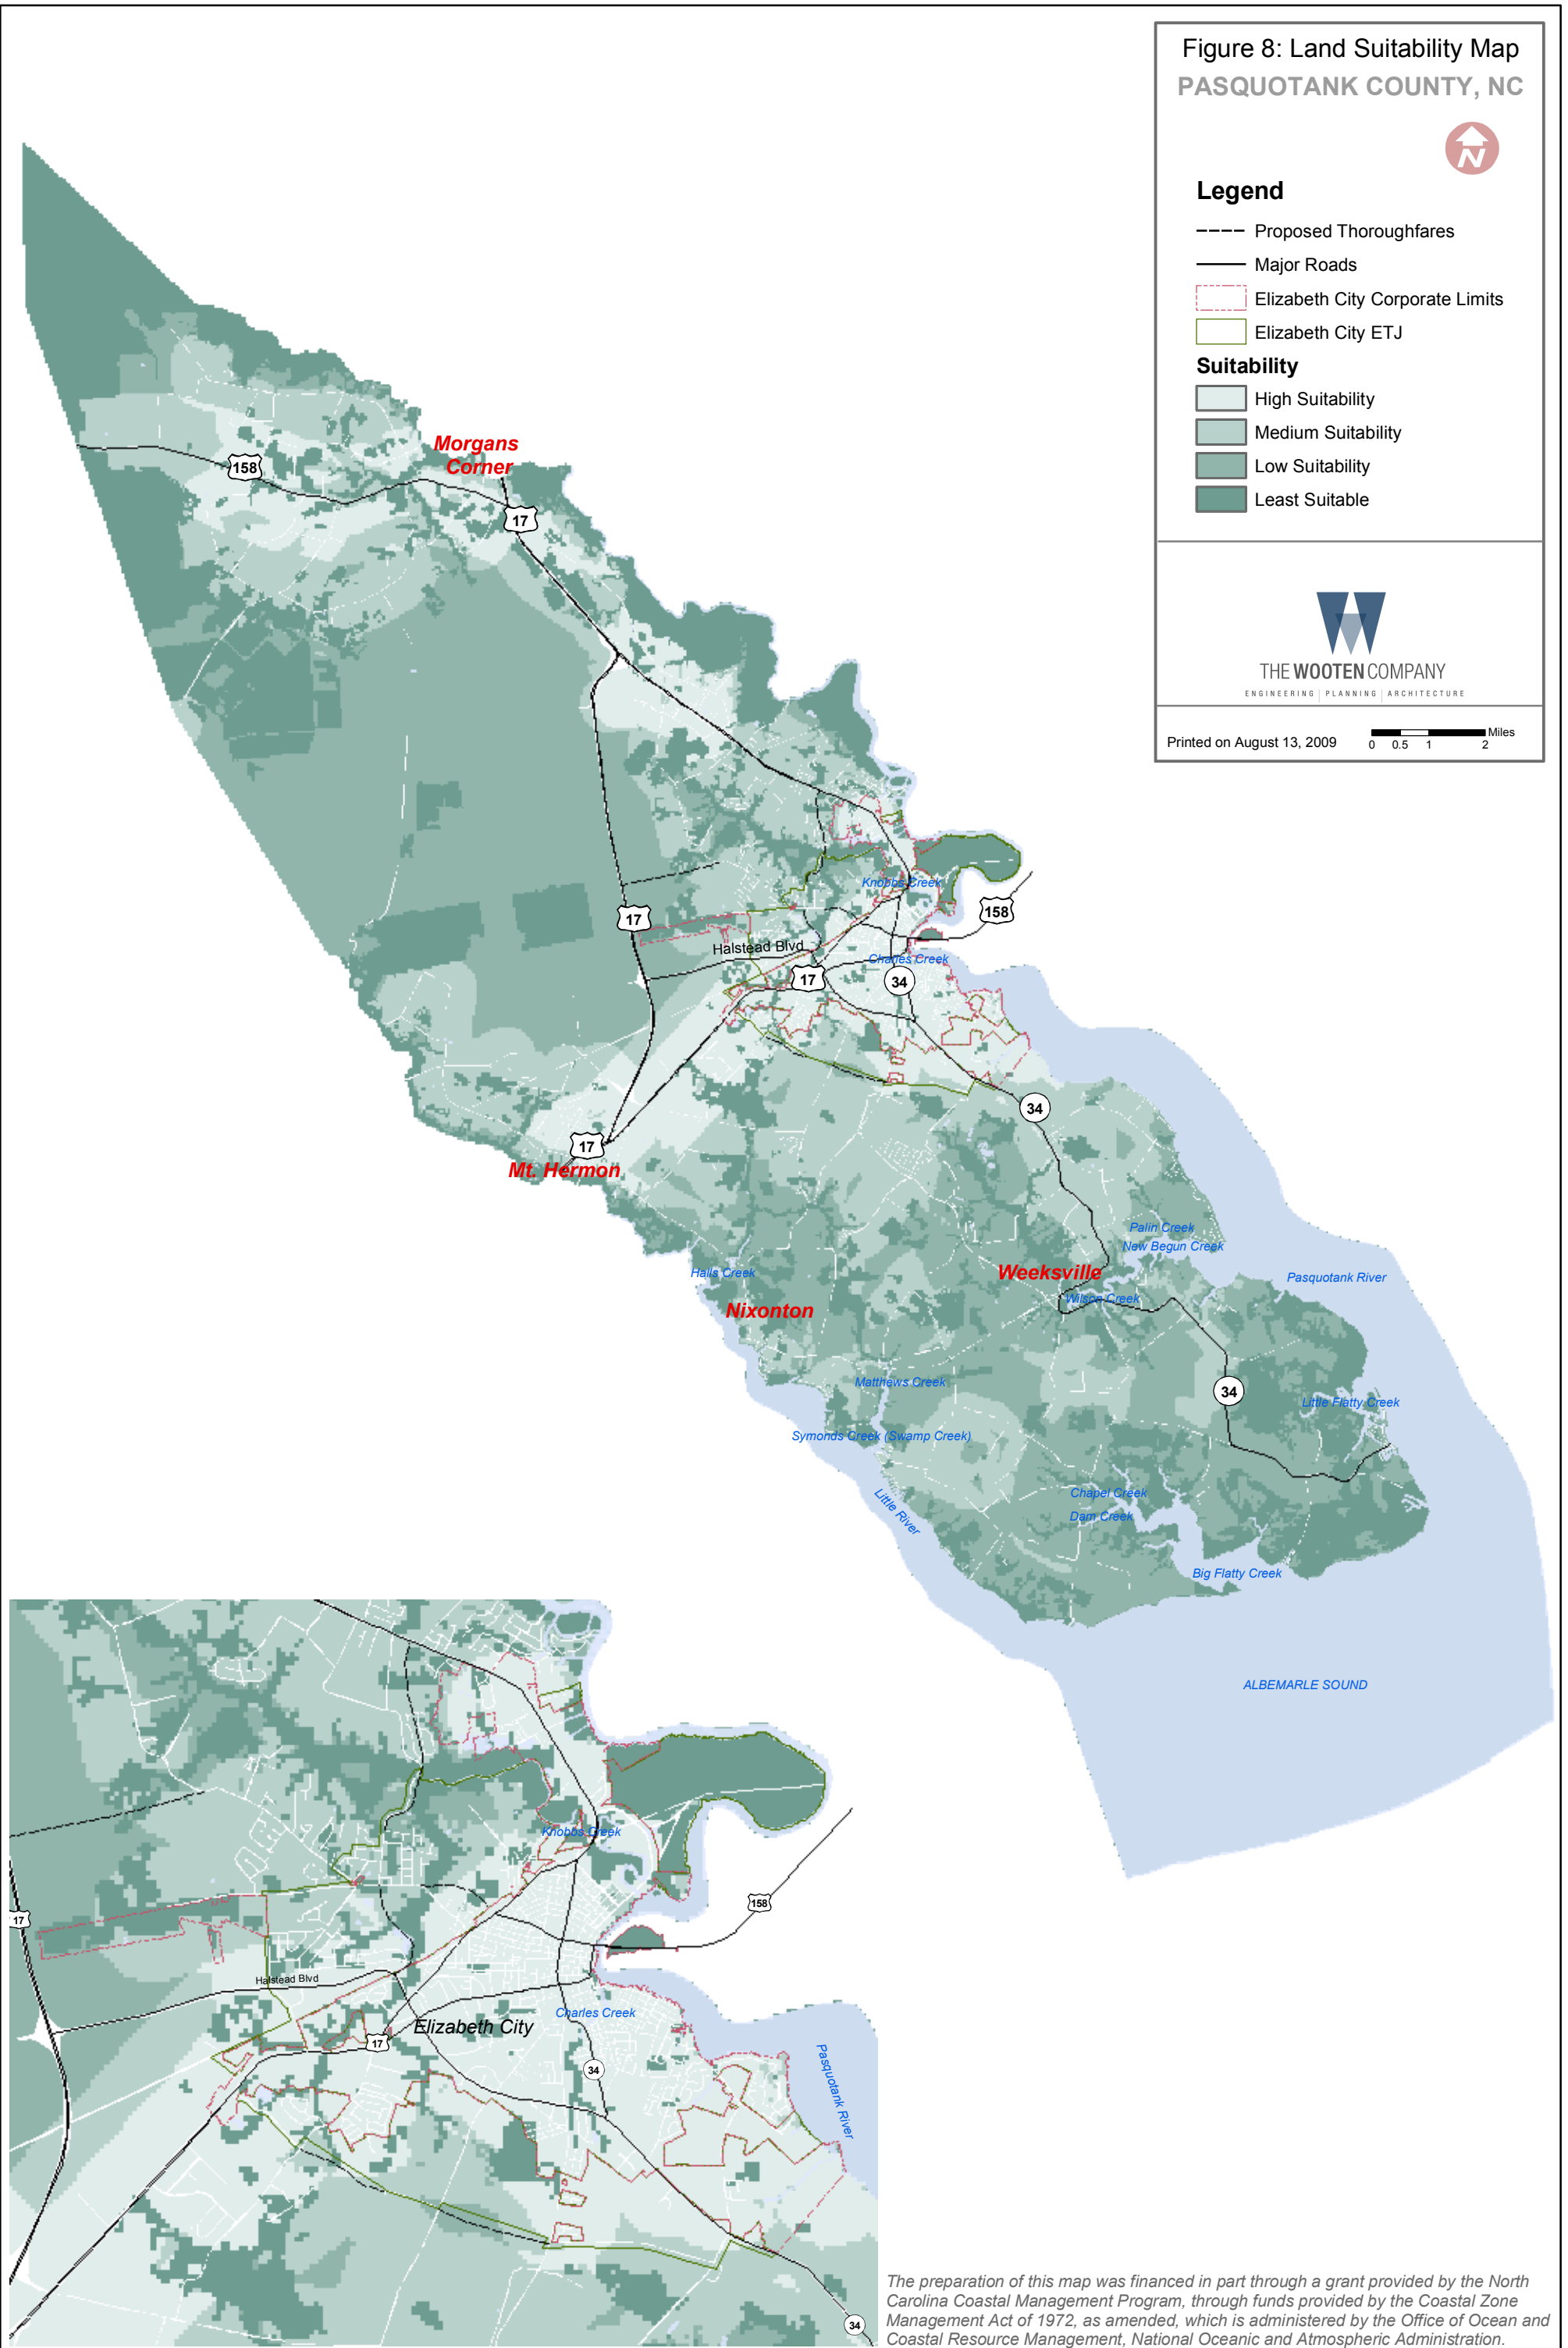 Figure 8: Land Suitability Map
PASQUOTANK COUNTY, NC
N
Legend
Proposed Thoroughfares
Major Roads
Elizabeth City Corporate Limits
Elizabeth City ETJ
Suitability
High Suitability
Medium Suitability
Low Suitability
Least Suitable
THE WOOTEN COMPANY
ENGINEERING | PLANNING | ARCHITECTURE
Printed on August 13, 2009
Miles
0 0.5 1 2
Morgans
Corner
158
17
Knobbs Creek
158
17
Halstead Blvd
Charles Creek
17
34
34
17
Mt. Hermon
Palin Creek
New Begun Creek
Halls Creek
Weeksville
Pasquotank River
Wilson Creek
Nixonton
Matthews Creek
34
Little Flatty Creek
Symonds Creek (Swamp Creek)
Chapel Creek
Little River
Dam Creek
Big Flatty Creek
ALBEMARLE SOUND
Knobbs Creek
158
17
Halstead Blvd
Charles Creek
Elizabeth City
17
34
Pasquotank River
34
The preparation of this map was financed in part through a grant provided by the North
Carolina Coastal Management Program, through funds provided by the Coastal Zone
Management Act of 1972, as amended, which is administered by the Office of Ocean and
Coastal Resource Management, National Oceanic and Atmospheric Administration.